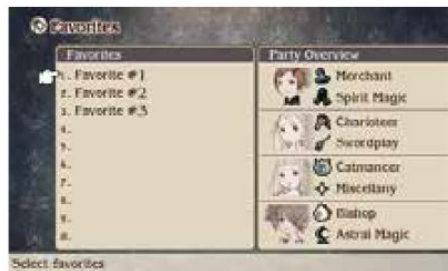 Favorites
Favorites
1. Favorite #1
2. Favorite #2
3. Favorite #3
4.
5.
6.
7.
8.
9.
10.
Party Overview
Merchant
Spirit Magic
Charioteer
Swordplay
Catmancer
Miscellany
Bishop
Astral Magic
Select favorites